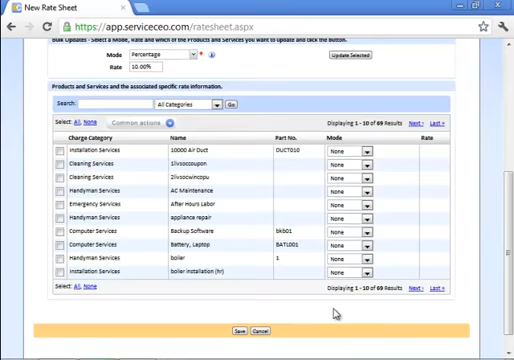 New Rate Sheet
https://app.serviceceo.com/ratesheet.aspx
Bulk Updates - Select a Mode, Rate and which of the Products and Services you want to update and click the button.
Mode Percentage * Update Selected
Rate 10.00%
Products and Services and the associated specific rate information.
Search: All Categories Go
Select: All, None Common actions Displaying 1 - 10 of 69 Results Next › Last »
Charge Category Name Part No. Mode Rate
Installation Services 10000 Air Duct DUCT010 None
Cleaning Services 1livsoccoupon None
Cleaning Services 2livsocwincopu None
Handyman Services AC Maintenance None
Emergency Services After Hours Labor None
Handyman Services appliance repair None
Computer Services Backup Software bkb01 None
Computer Services Battery, Laptop BATL001 None
Handyman Services boiler 1 None
Installation Services boiler installation (hr) None
Select: All, None Displaying 1 - 10 of 69 Results Next › Last »
Save Cancel